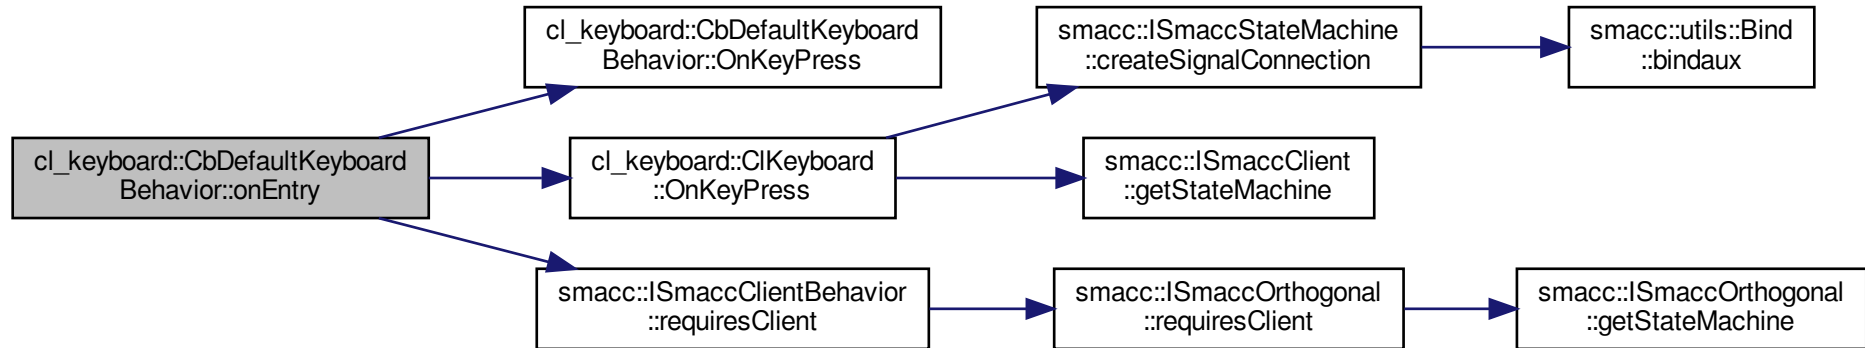 cl_keyboard::CbDefaultKeyboard
Behavior::onEntry
cl_keyboard::CbDefaultKeyboard
Behavior::OnKeyPress
cl_keyboard::ClKeyboard
::OnKeyPress
smacc::ISmaccStateMachine
::createSignalConnection
smacc::utils::Bind
::bindaux
smacc::ISmaccClient
::getStateMachine
smacc::ISmaccClientBehavior
::requiresClient
smacc::ISmaccOrthogonal
::requiresClient
smacc::ISmaccOrthogonal
::getStateMachine